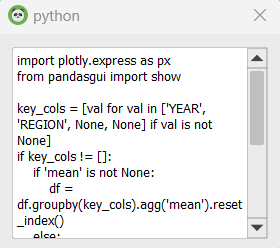 python
import plotly.express as px
from pandasgui import show

key_cols = [val for val in ['YEAR',
'REGION', None, None] if val is not
None]
if key_cols != []:
    if 'mean' is not None:
        df =
df.groupby(key_cols).agg('mean').reset
_index()
    else: